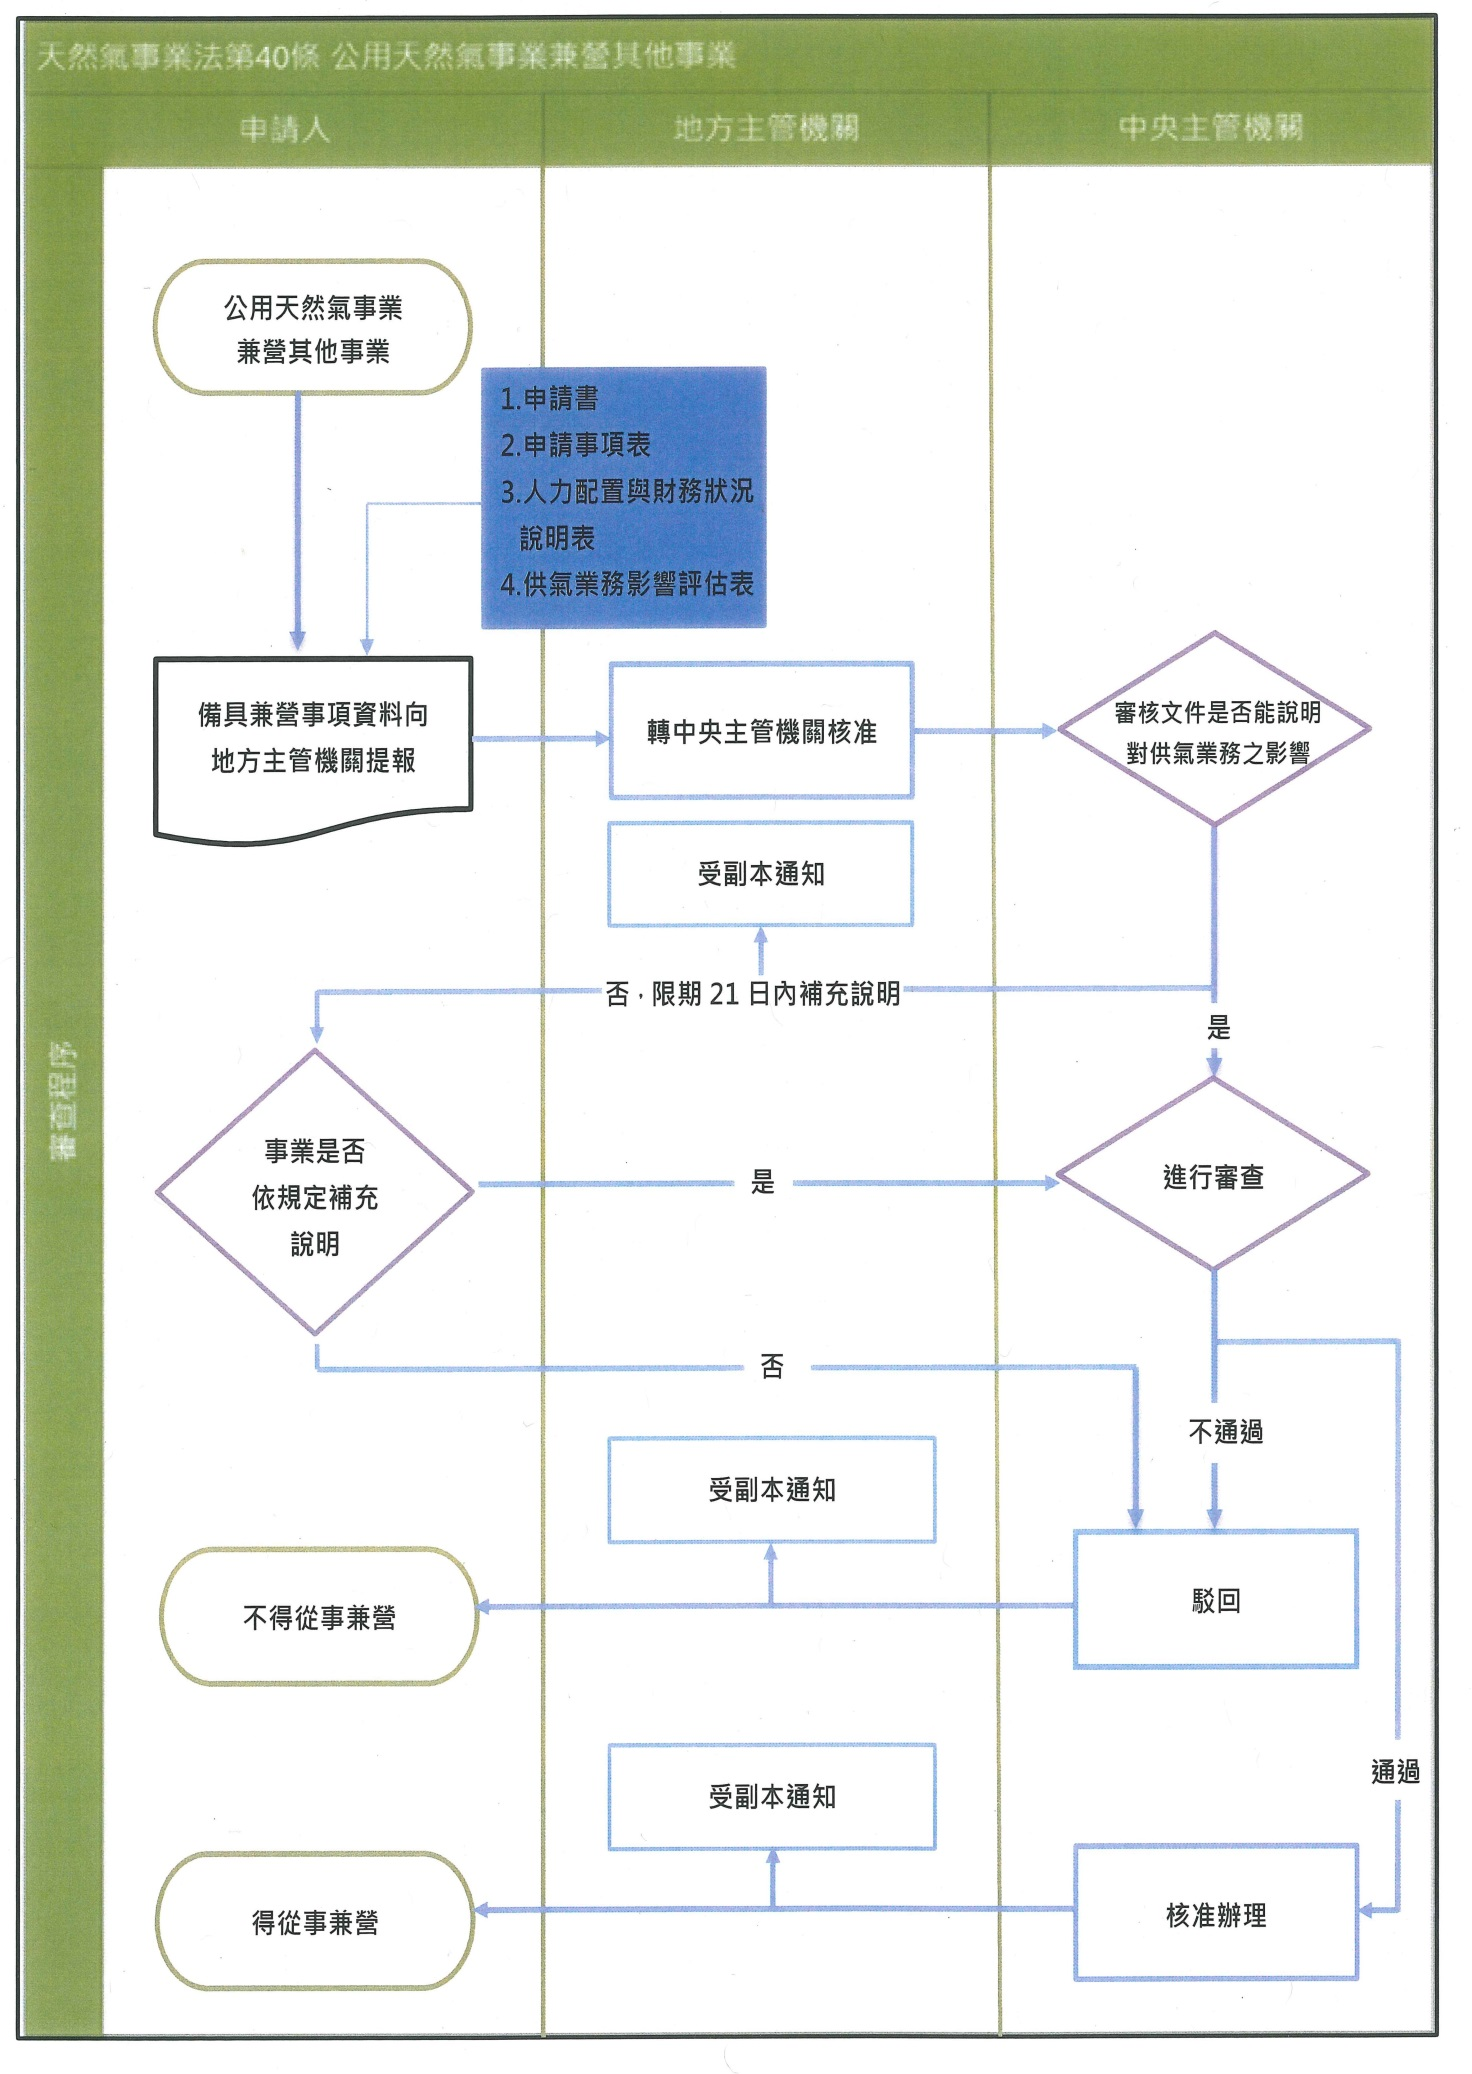 天然氣事業法第40條 公用天然氣事業兼營其他事業
申請人
地方主管機關
中央主管機關
審查程序
公用天然氣事業
兼營其他事業
1.申請書
2.申請事項表
3.人力配置與財務狀況
說明表
4.供氣業務影響評估表
備具兼營事項資料向
地方主管機關提報
轉中央主管機關核准
審核文件是否能說明
對供氣業務之影響
受副本通知
否，限期 21 日內補充說明
是
事業是否
依規定補充
說明
是
進行審查
否
不通過
受副本通知
不得從事兼營
駁回
通過
受副本通知
得從事兼營
核准辦理